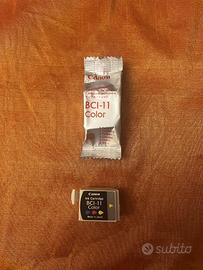 Canon
BCI-11
Color
Canon
Ink Cartridge
BCI-11
Color
subito